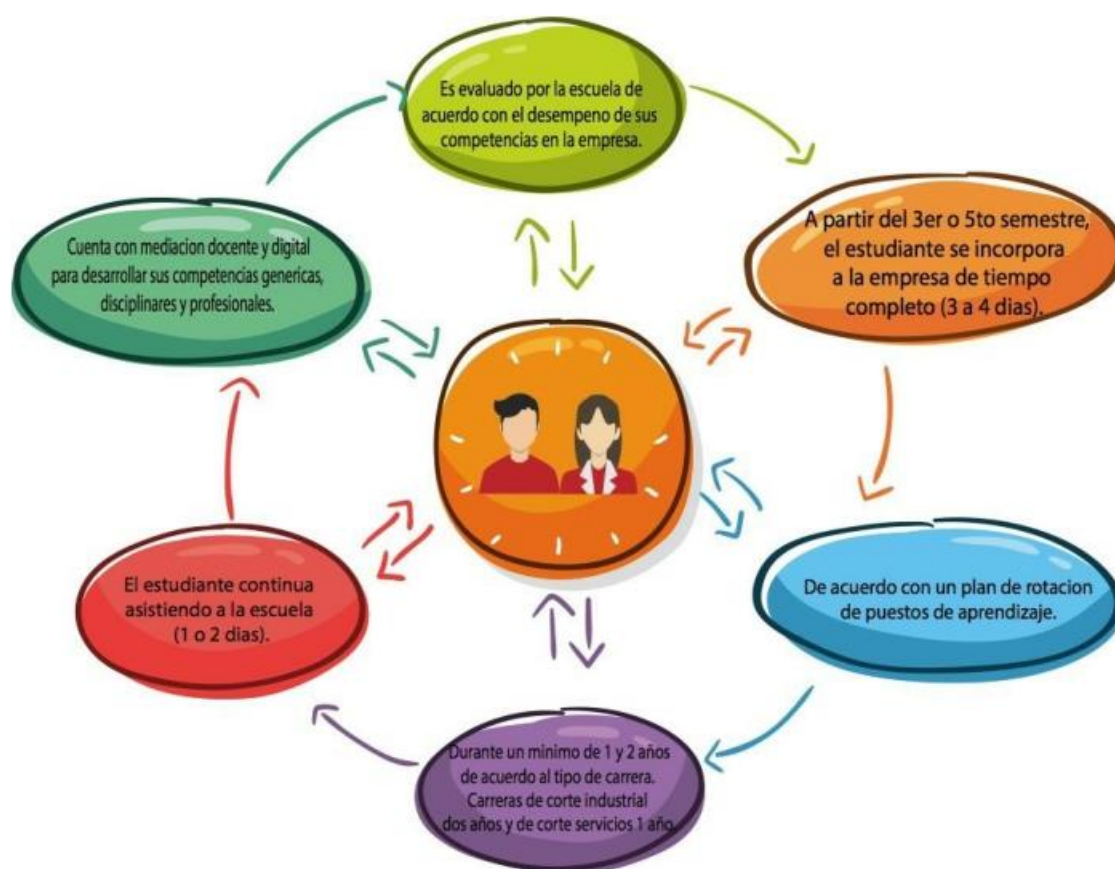 Es evaluado por la escuela de
acuerdo con el desempeno de sus
competencias en la empresa.
A partir del 3er o 5to semestre,
el estudiante se incorpora
a la empresa de tiempo
completo (3 a 4 dias).
De acuerdo con un plan de rotacion
de puestos de aprendizaje.
Durante un minimo de 1 y 2 años
de acuerdo al tipo de carrera.
Carreras de corte industrial
dos años y de corte servicios 1 año.
El estudiante continua
asistiendo a la escuela
(1 o 2 dias).
Cuenta con mediacion docente y digital
para desarrollar sus competencias genericas,
disciplinares y profesionales.